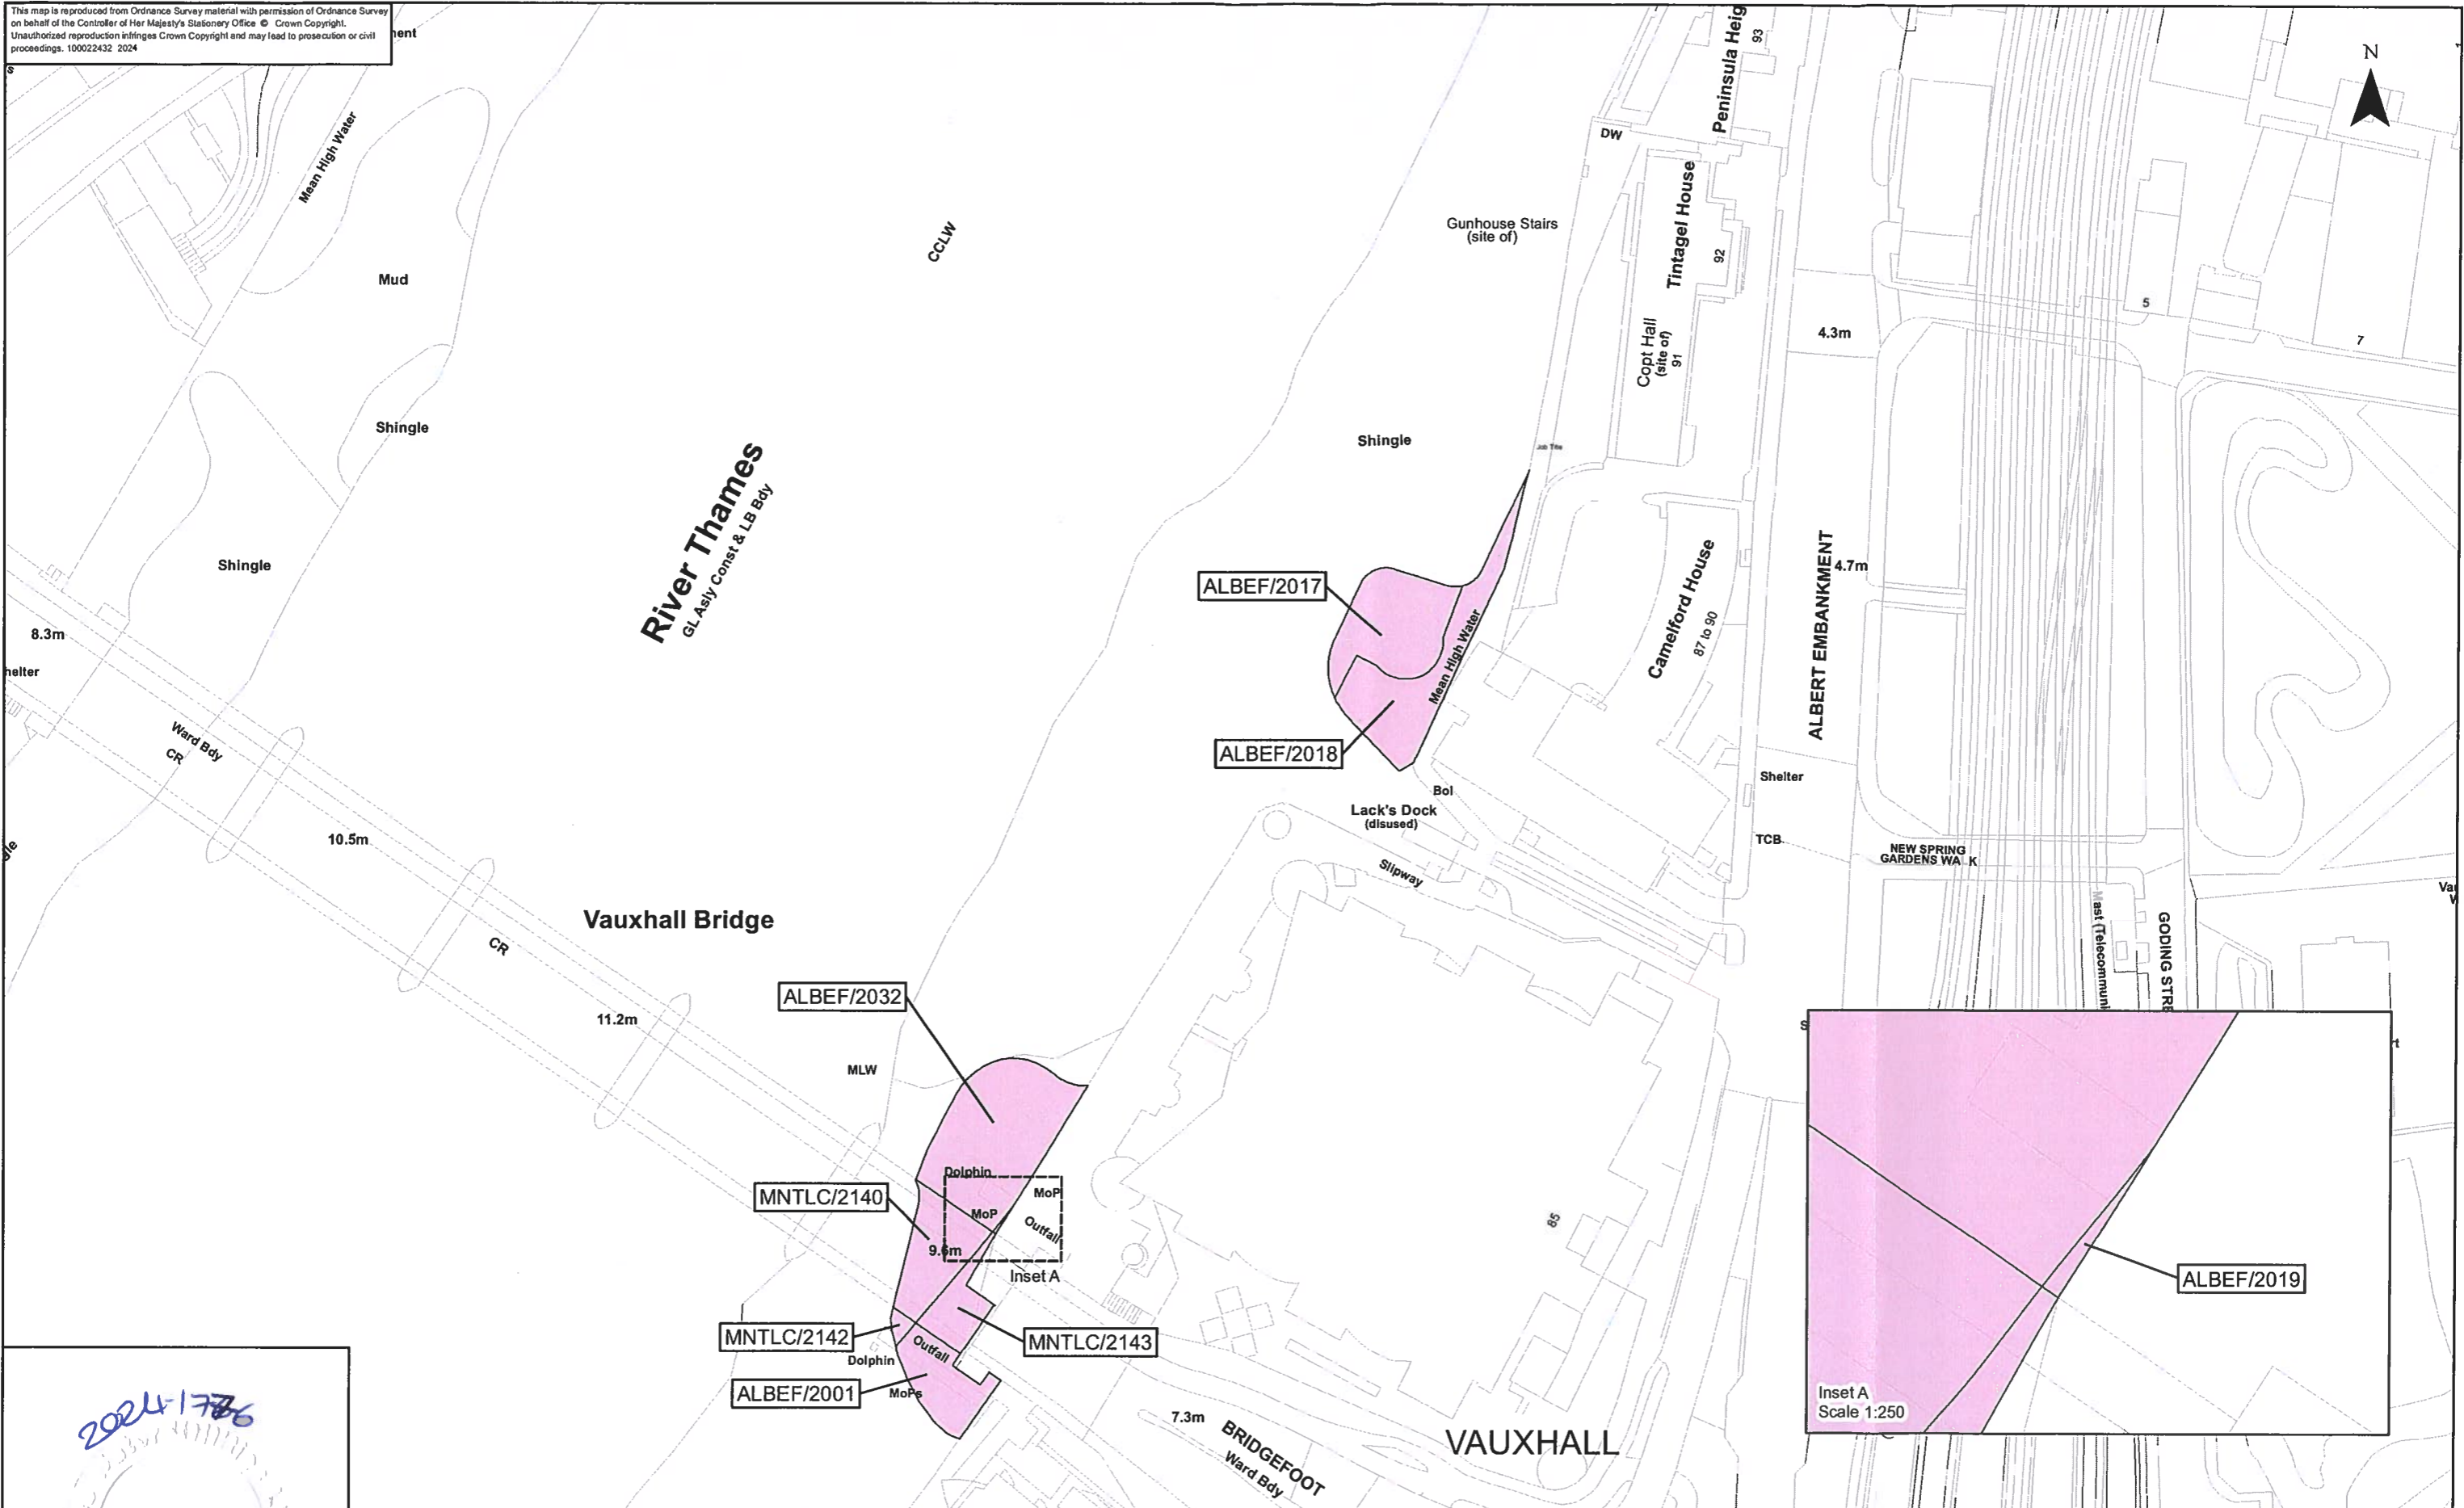 This map is reproduced from Ordnance Survey material with permission of Ordnance Survey
on behalf of the Controller of Her Majesty's Stationery Office © Crown Copyright.
Unauthorized reproduction infringes Crown Copyright and may lead to prosecution or civil
proceedings. 100022432 2024
N
Mean High Water
CCLW
Peninsula Heig
93
DW
Gunhouse Stairs
(site of)
Tintagel House
92
Mud
5
4.3m
7
Copt Hall
(site of)
91
Shingle
Shingle
Job Title
River Thames
GL Asly Const & LB Bdy
Shingle
ALBEF/2017
Camelford House
87 to 90
ALBERT EMBANKMENT
4.7m
8.3m
helter
Mean High Water
ALBEF/2018
Ward Bdy
CR
Shelter
Bol
Lack's Dock
(disused)
10.5m
TCB
NEW SPRING
GARDENS WALK
Slipway
Vauxhall Bridge
CR
Mast (Telecommuni
GODING STRE
ALBEF/2032
11.2m
MLW
Dolphin
MNTLC/2140
MoP
MoP
Outfall
9.6m
Inset A
85
ALBEF/2019
MNTLC/2142
MNTLC/2143
Outfall
Dolphin
ALBEF/2001
MoPs
Inset A
Scale 1:250
7.3m
BRIDGEFOOT
Ward Bdy
VAUXHALL